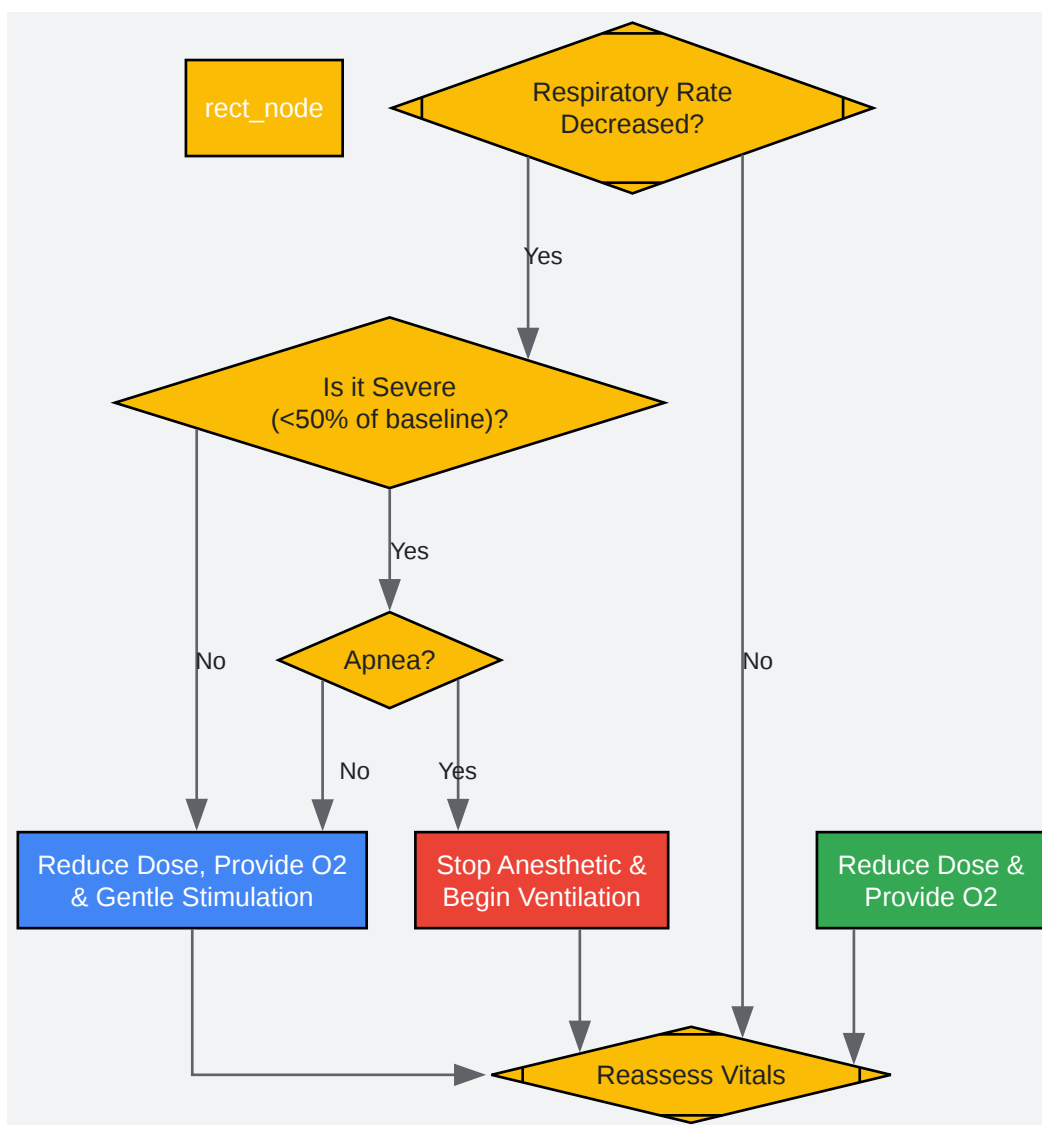 rect_node
Respiratory Rate
Decreased?
Yes
Is it Severe
(<50% of baseline)?
Yes
No
Apnea?
No
No
Yes
Reduce Dose, Provide O2
& Gentle Stimulation
Stop Anesthetic &
Begin Ventilation
Reduce Dose &
Provide O2
Reassess Vitals